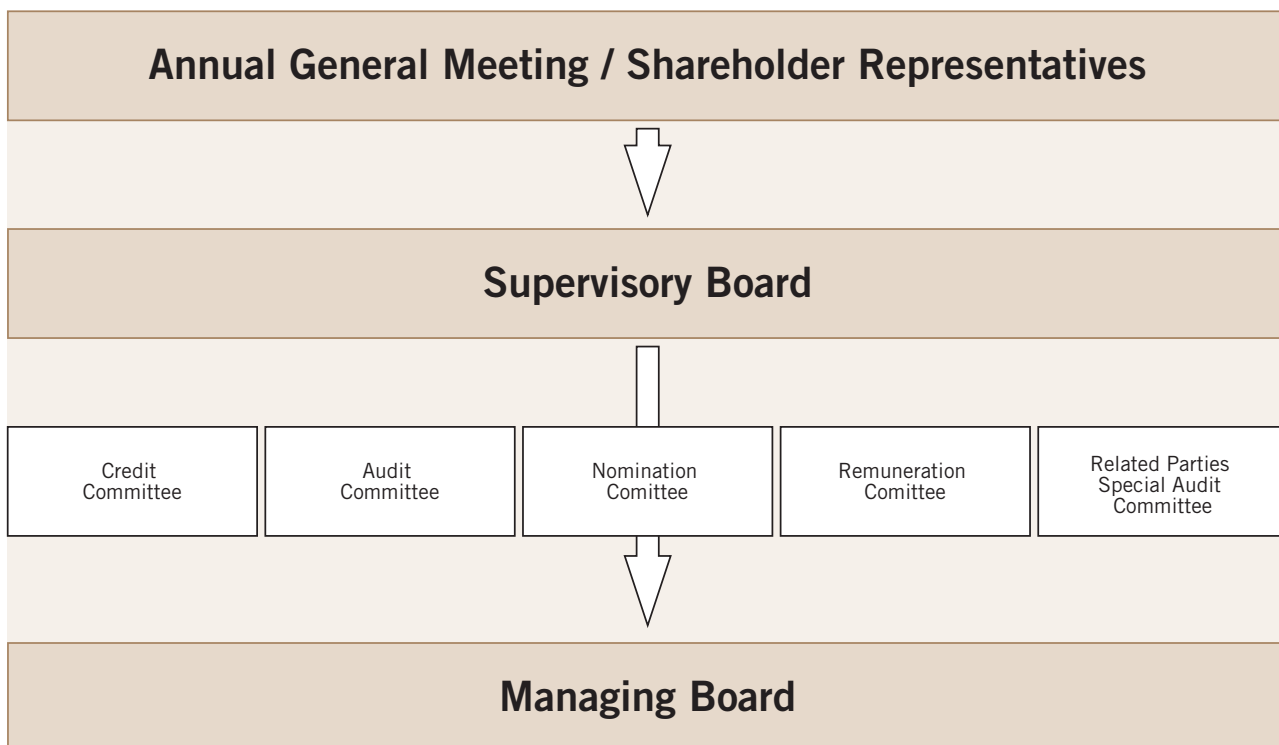 Annual General Meeting / Shareholder Representatives
Supervisory Board
Credit
Committee
Audit
Committee
Nomination
Comittee
Remuneration
Comittee
Related Parties
Special Audit
Committee
Managing Board